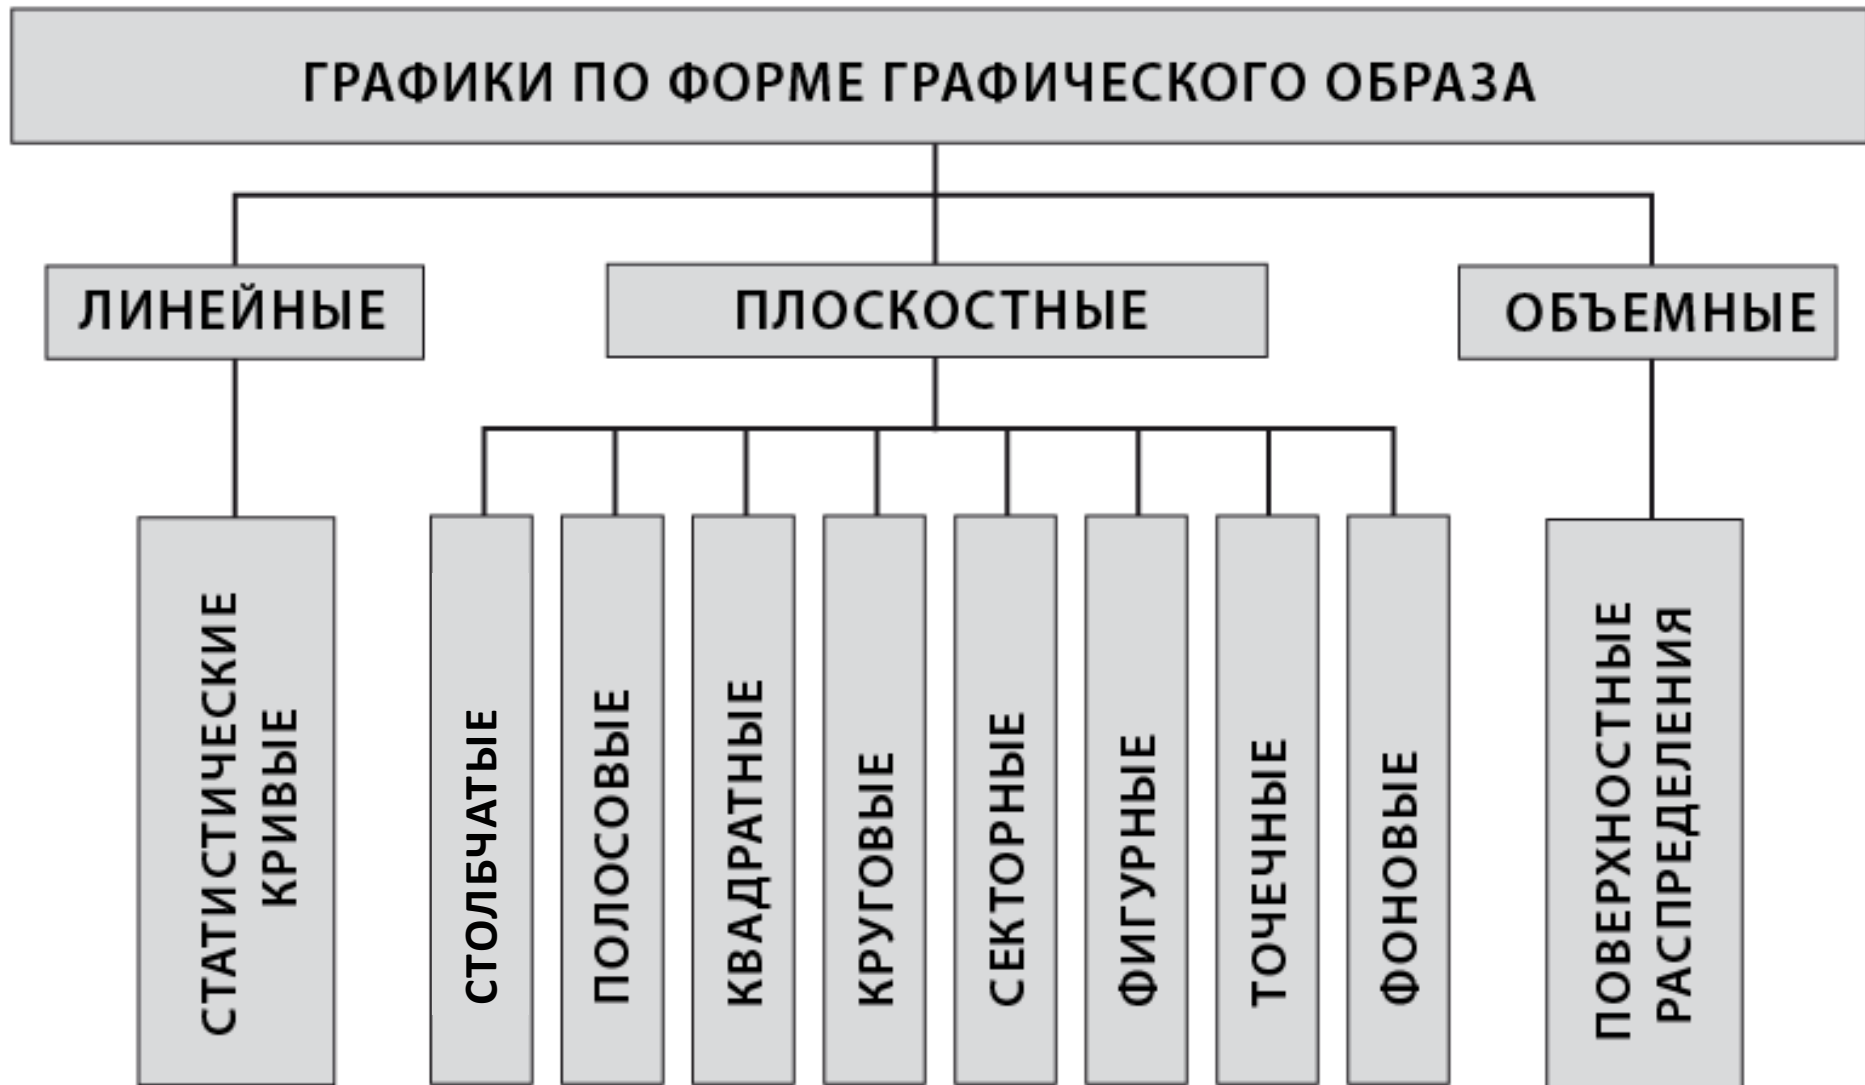 ГРАФИКИ ПО ФОРМЕ ГРАФИЧЕСКОГО ОБРАЗА
ЛИНЕЙНЫЕ
ПЛОСКОСТНЫЕ
ОБЪЕМНЫЕ
СТАТИСТИЧЕСКИЕ
КРИВЫЕ
СТОЛБЧАТЫЕ
ПОЛОСОВЫЕ
КВАДРАТНЫЕ
КРУГОВЫЕ
СЕКТОРНЫЕ
ФИГУРНЫЕ
ТОЧЕЧНЫЕ
ФОНОВЫЕ
ПОВЕРХНОСТНЫЕ
РАСПРЕДЕЛЕНИЯ